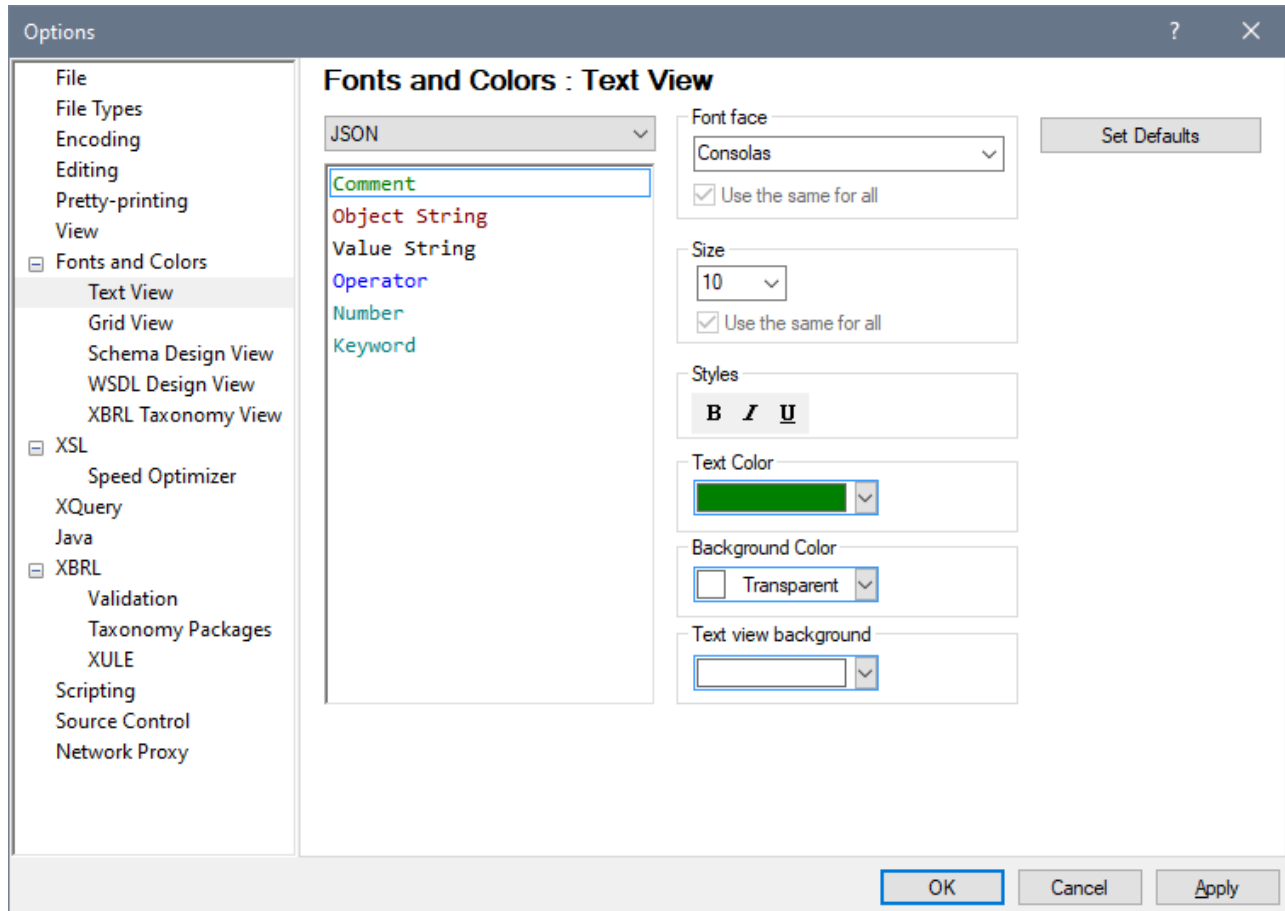 Options
?
File
File Types
Encoding
Editing
Pretty-printing
View
Fonts and Colors
Text View
Grid View
Schema Design View
WSDL Design View
XBRL Taxonomy View
XSL
Speed Optimizer
XQuery
Java
XBRL
Validation
Taxonomy Packages
XULE
Scripting
Source Control
Network Proxy
Fonts and Colors : Text View
JSON
Comment
Object String
Value String
Operator
Number
Keyword
Font face
Consolas
Use the same for all
Size
10
Use the same for all
Styles
B I U
Text Color
Background Color
Transparent
Text view background
Set Defaults
OK
Cancel
Apply